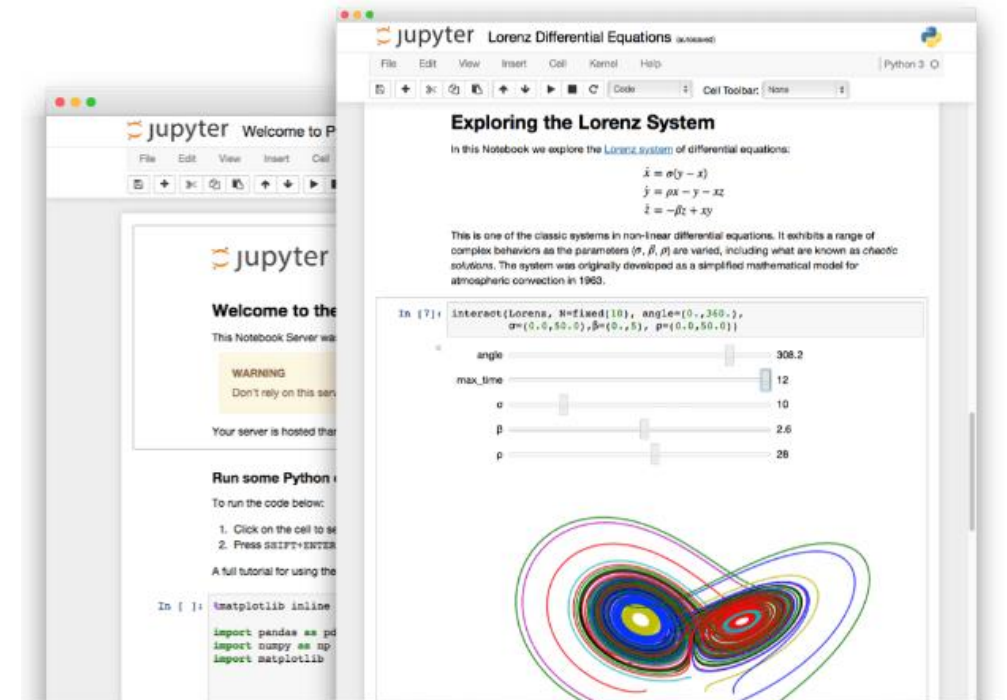 jupyter Lorenz Differential Equations (autosaved)
File Edit View Insert Cell Kernel Help
Python 3
Code
Cell Toolbar: None
Exploring the Lorenz System
In this Notebook we explore the Lorenz system of differential equations:
ẋ = σ(y − x)
ẏ = ρx − y − xz
ż = −βz + xy
This is one of the classic systems in non-linear differential equations. It exhibits a range of
complex behaviors as the parameters (σ, β, ρ) are varied, including what are known as chaotic
solutions. The system was originally developed as a simplified mathematical model for
atmospheric convection in 1963.
In [7]: interact(Lorenz, N=fixed(10), angle=(0.,360.),
σ=(0.0,50.0),β=(0.,5), ρ=(0.0,50.0))
angle 308.2
max_time 12
σ 10
β 2.6
ρ 28
jupyter Welcome to P
File Edit View Insert Cell
jupyter
Welcome to the
This Notebook Server was
WARNING
Don't rely on this serv
Your server is hosted than
Run some Python
To run the code below:
1. Click on the cell to se
2. Press SHIFT+ENTER
A full tutorial for using the
In [ ]: %matplotlib inline
import pandas as pd
import numpy as np
import matplotlib